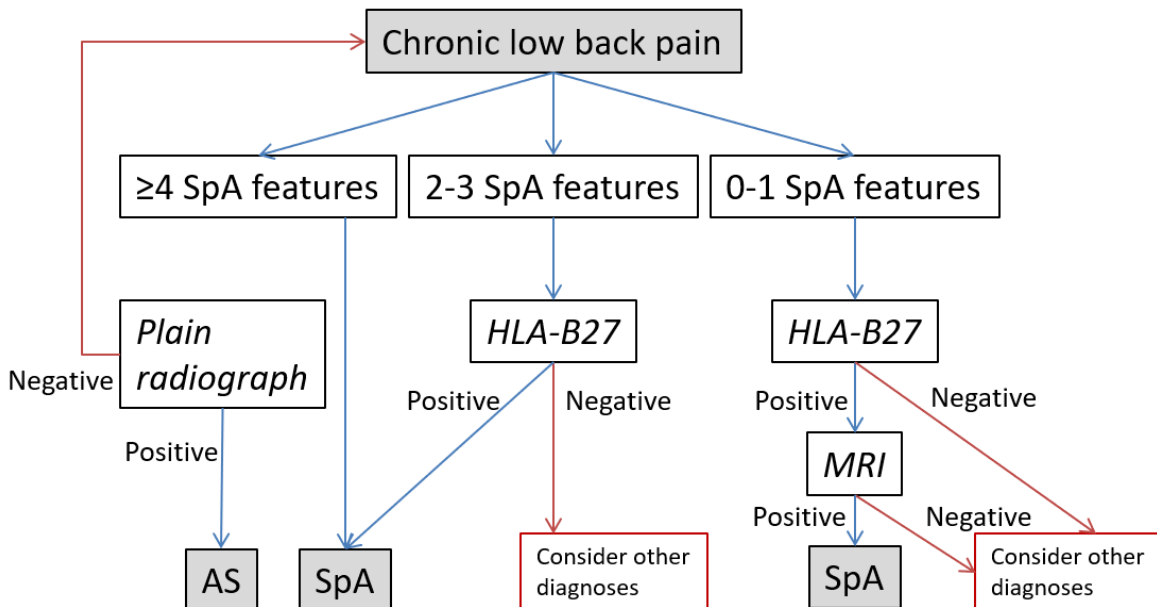 Chronic low back pain
≥4 SpA features
2-3 SpA features
0-1 SpA features
Plain
radiograph
HLA-B27
HLA-B27
Negative
Positive
Negative
Positive
Negative
Positive
MRI
Positive
Negative
AS
SpA
Consider other
diagnoses
SpA
Consider other
diagnoses